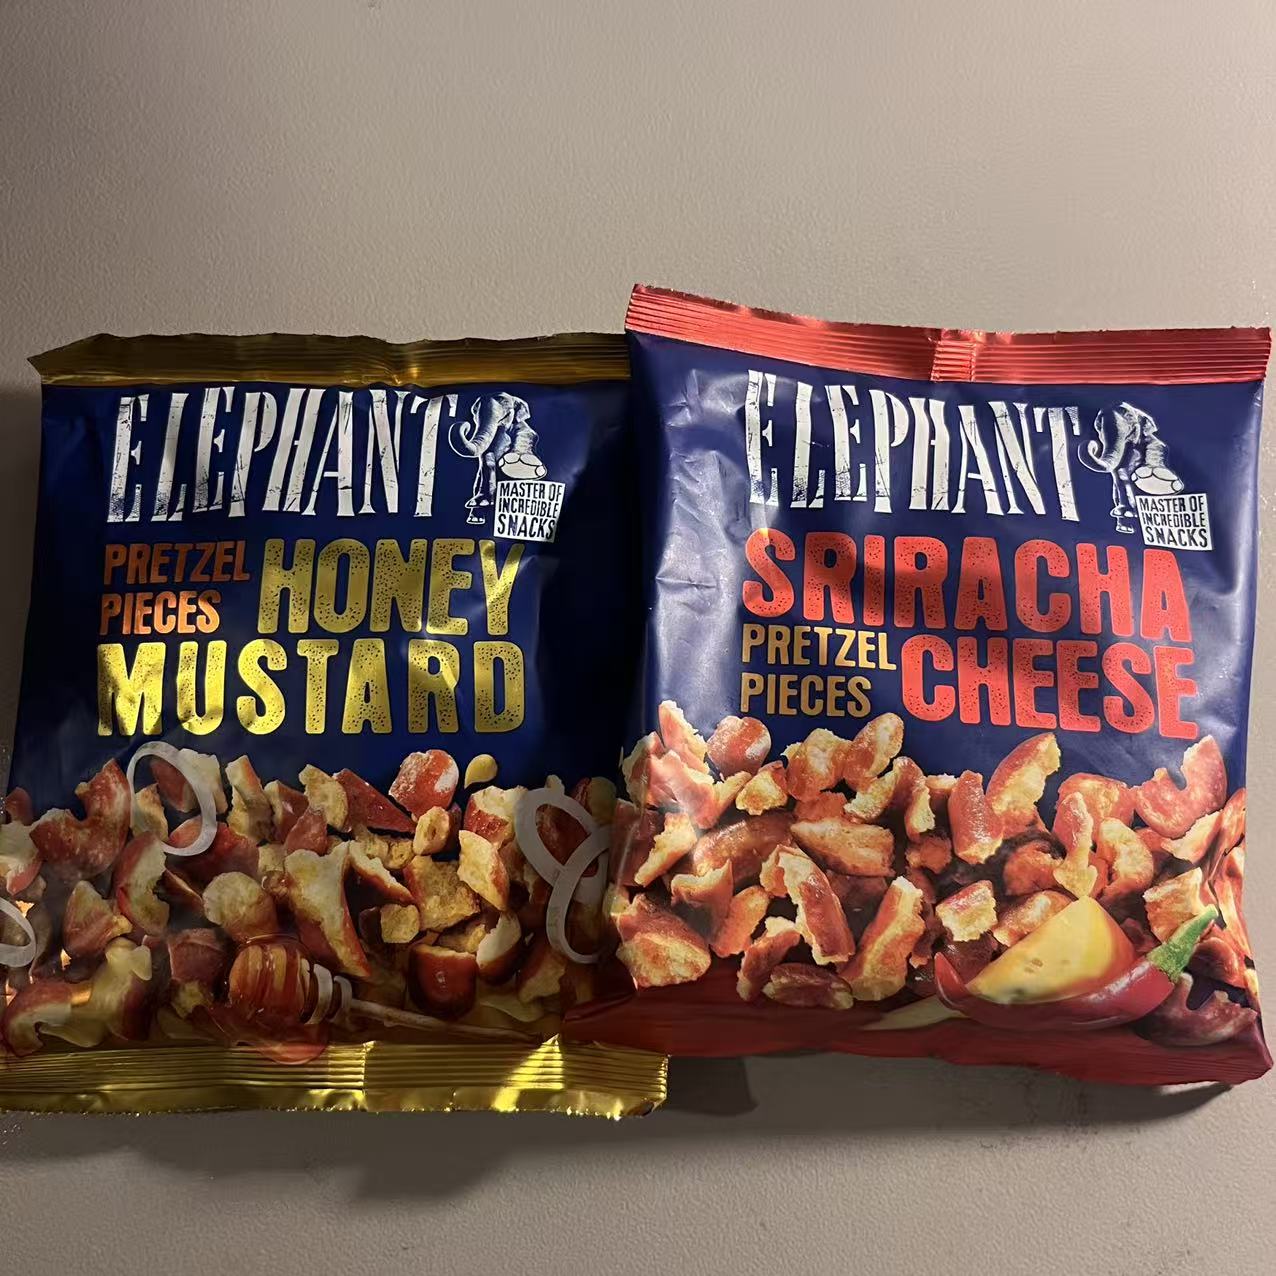 ELEPHANT
MASTER OF
INCREDIBLE
SNACKS
PRETZEL
PIECES
HONEY
MUSTARD
ELEPHANT
MASTER OF
INCREDIBLE
SNACKS
SRIRACHA
PRETZEL
PIECES
CHEESE